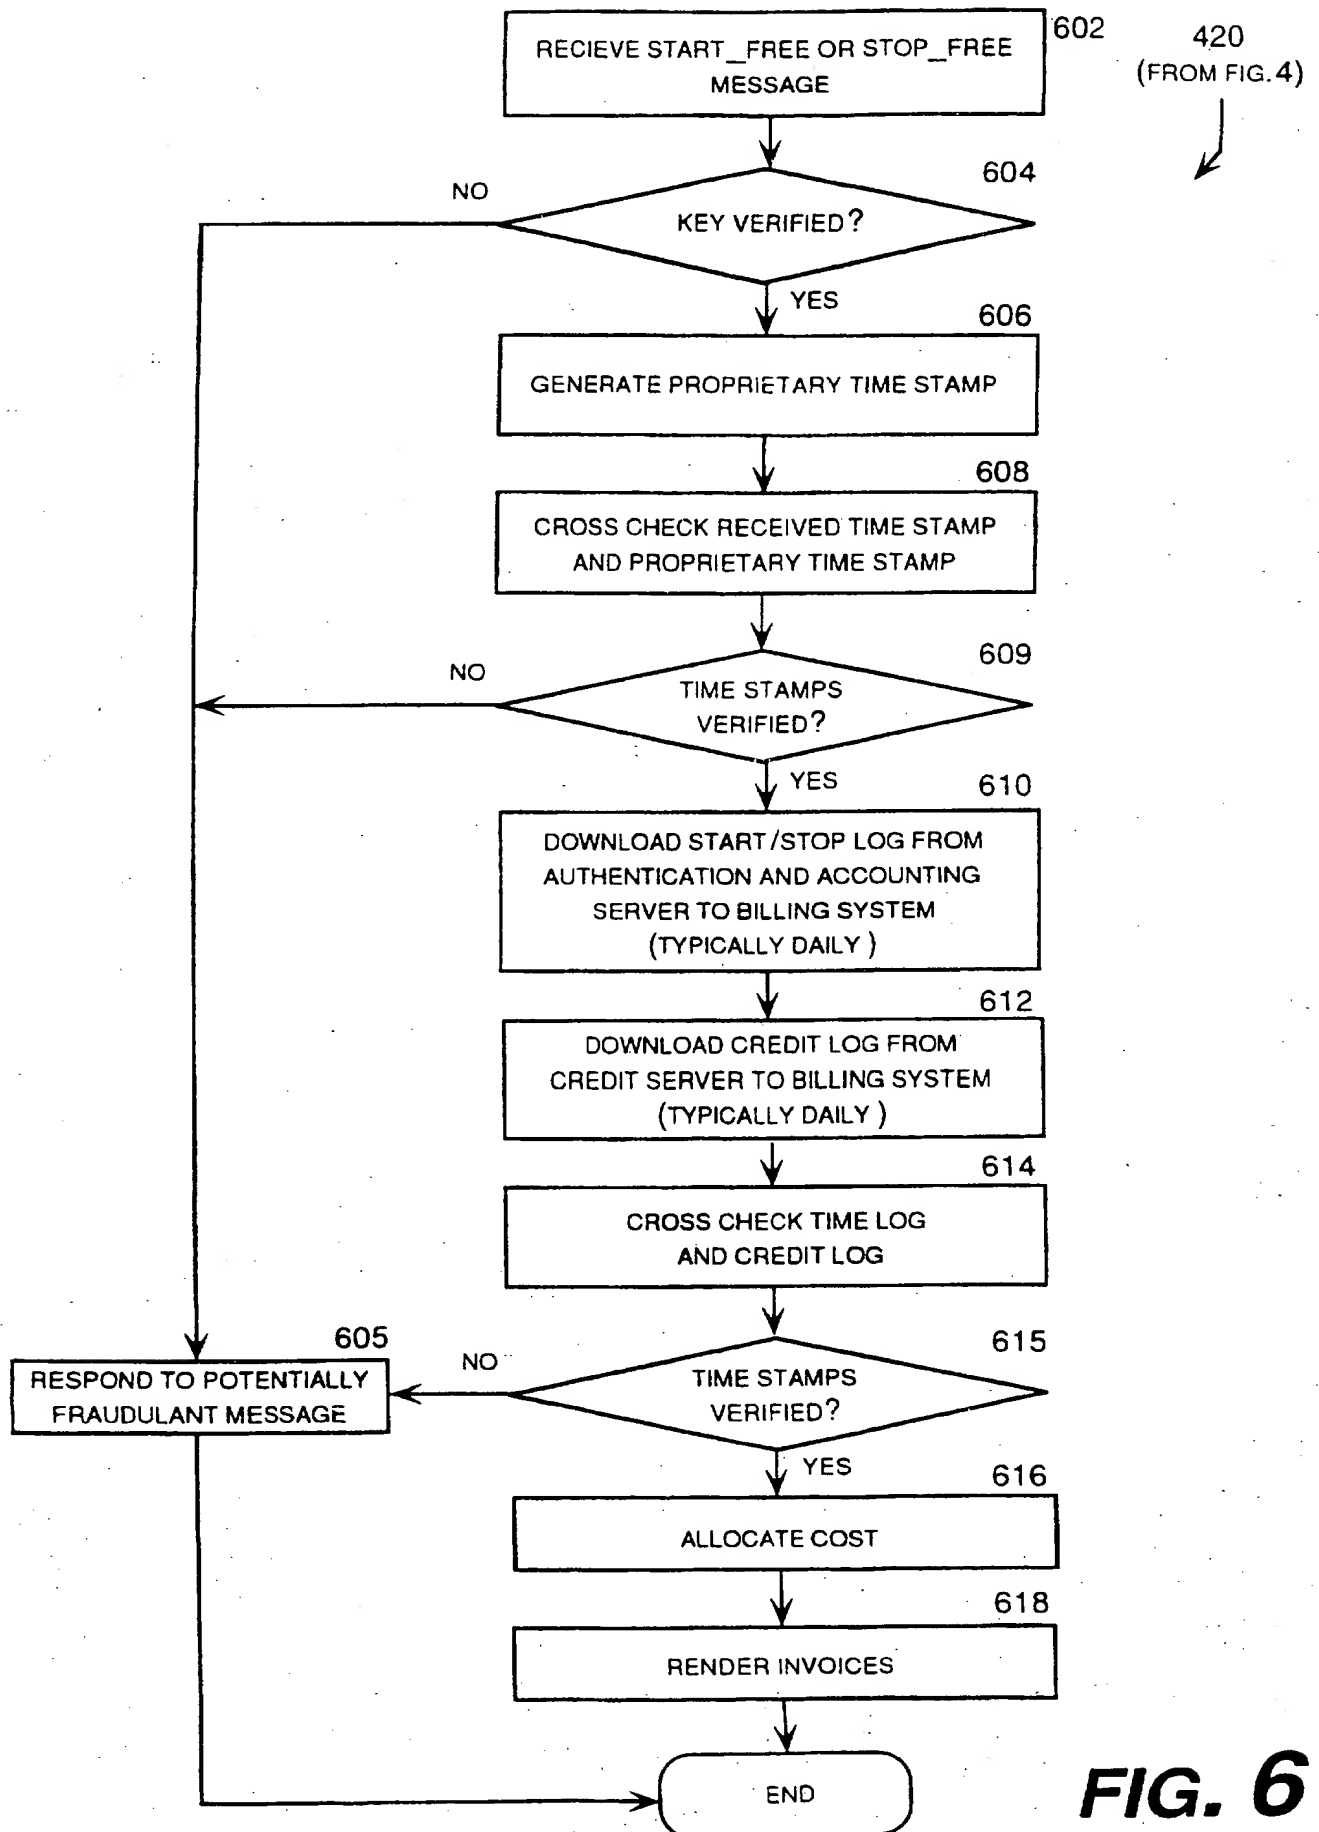 RECIEVE START_FREE OR STOP_FREE
MESSAGE
602
420
(FROM FIG.4)
604
NO
KEY VERIFIED?
YES
606
GENERATE PROPRIETARY TIME STAMP
608
CROSS CHECK RECEIVED TIME STAMP
AND PROPRIETARY TIME STAMP
609
NO
TIME STAMPS
VERIFIED?
YES
610
DOWNLOAD START/STOP LOG FROM
AUTHENTICATION AND ACCOUNTING
SERVER TO BILLING SYSTEM
(TYPICALLY DAILY)
612
DOWNLOAD CREDIT LOG FROM
CREDIT SERVER TO BILLING SYSTEM
(TYPICALLY DAILY)
614
CROSS CHECK TIME LOG
AND CREDIT LOG
605
RESPOND TO POTENTIALLY
FRAUDULANT MESSAGE
NO
615
TIME STAMPS
VERIFIED?
YES
616
ALLOCATE COST
618
RENDER INVOICES
END
FIG. 6